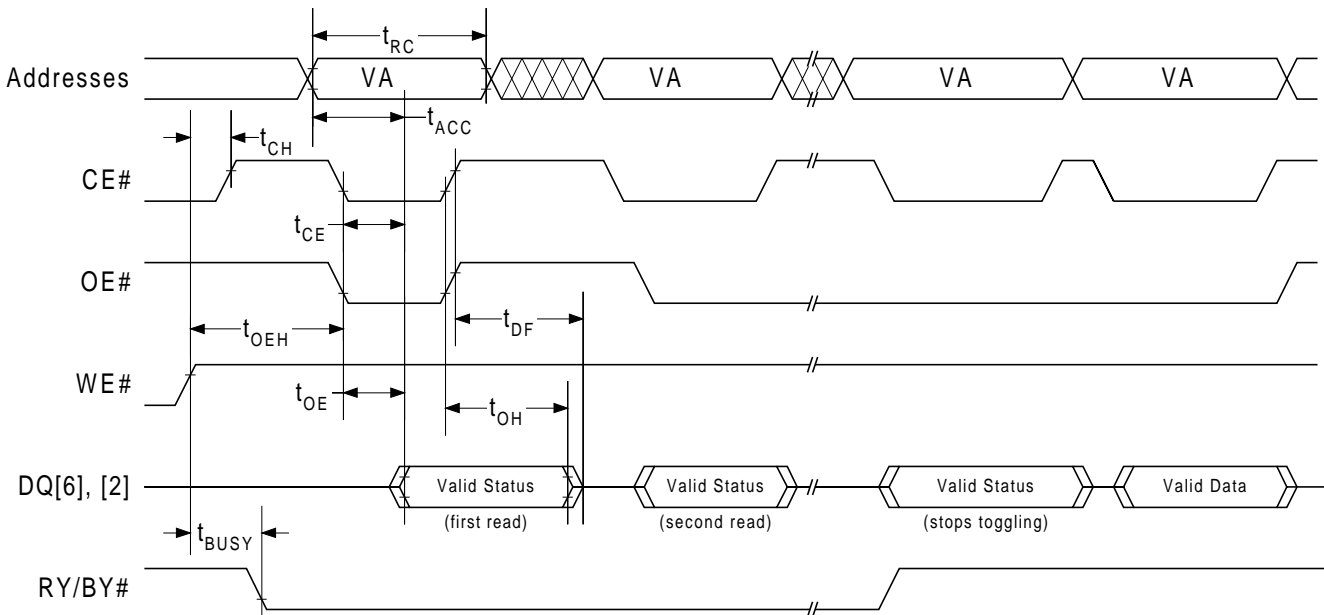 tRC
Addresses VA VA VA VA
tACC
tCH
CE#
tCE
OE#
tOEH tDF
WE#
tOE tOH
DQ[6], [2] Valid Status Valid Status Valid Status Valid Data
(first read) (second read) (stops toggling)
tBUSY
RY/BY#